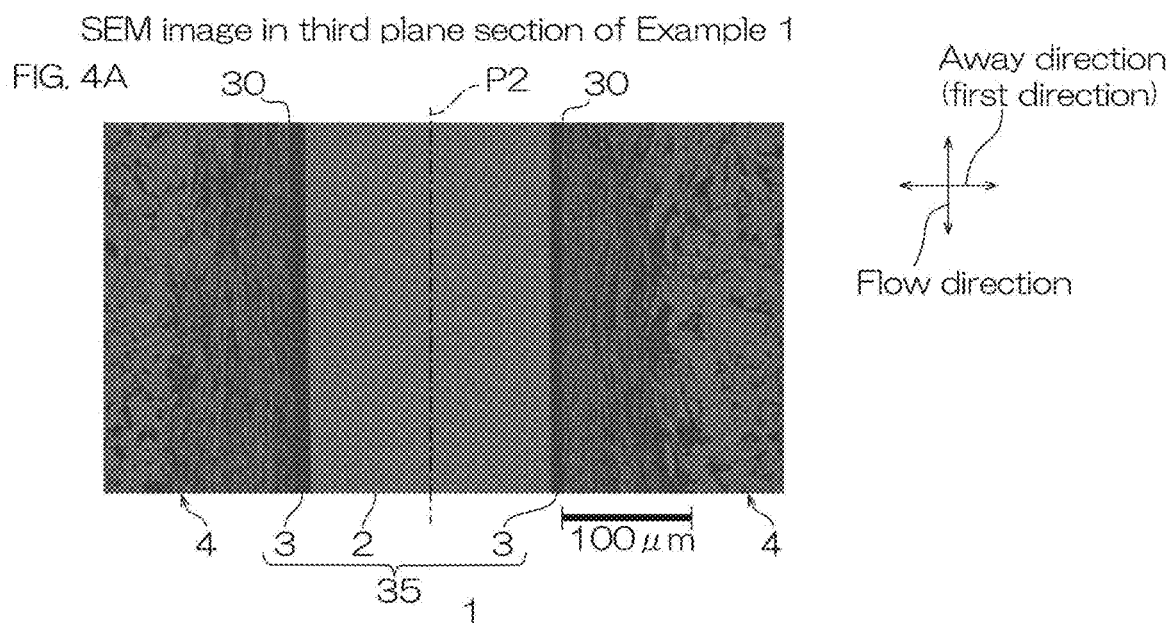 SEM image in third plane section of Example 1
FIG. 4A
30 P2 30
Away direction
(first direction)
Flow direction
4 3 2 3 100μm 4
35
1